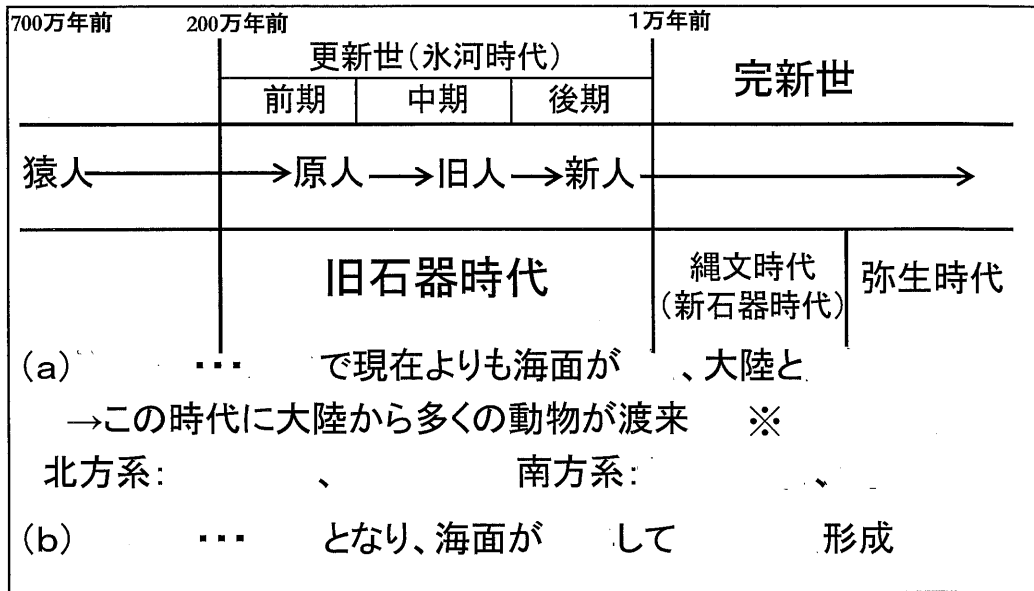 700万年前 200万年前 1万年前
更新世(氷河時代) 完新世
前期 中期 後期
猿人 原人 旧人 新人
旧石器時代 縄文時代 弥生時代
(新石器時代)
(a) ・・・ で現在よりも海面が 、大陸と
→この時代に大陸から多くの動物が渡来 ※
北方系: 、 南方系: 、
(b) ・・・ となり、海面が して 形成